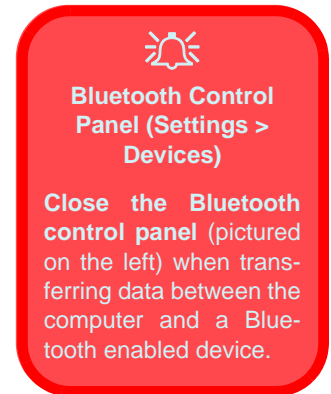 Bluetooth Control
Panel (Settings >
Devices)
Close the Bluetooth
control panel (pictured
on the left) when trans-
ferring data between the
computer and a Blue-
tooth enabled device.